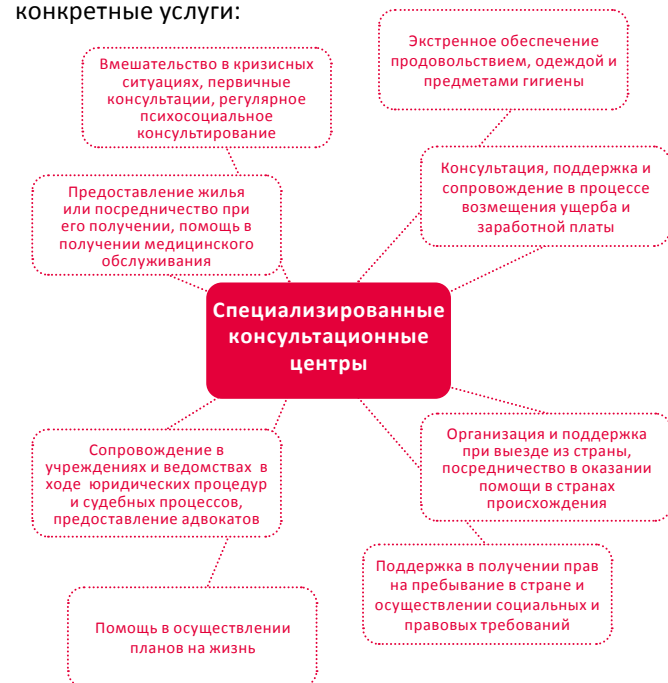 конкретные услуги:
Вмешательство в кризисных
ситуациях, первичные
консультации, регулярное
психосоциальное
консультирование
Экстренное обеспечение
продовольствием, одеждой и
предметами гигиены
Предоставление жилья
или посредничество при
его получении, помощь в
получении медицинского
обслуживания
Консультация, поддержка и
сопровождение в процессе
возмещения ущерба и
заработной платы
Специализированные
консультационные
центры
Сопровождение в
учреждениях и ведомствах в
ходе юридических процедур
и судебных процессов,
предоставление адвокатов
Организация и поддержка
при выезде из страны,
посредничество в оказании
помощи в странах
происхождения
Помощь в осуществлении
планов на жизнь
Поддержка в получении прав
на пребывание в стране и
осуществлении социальных и
правовых требований